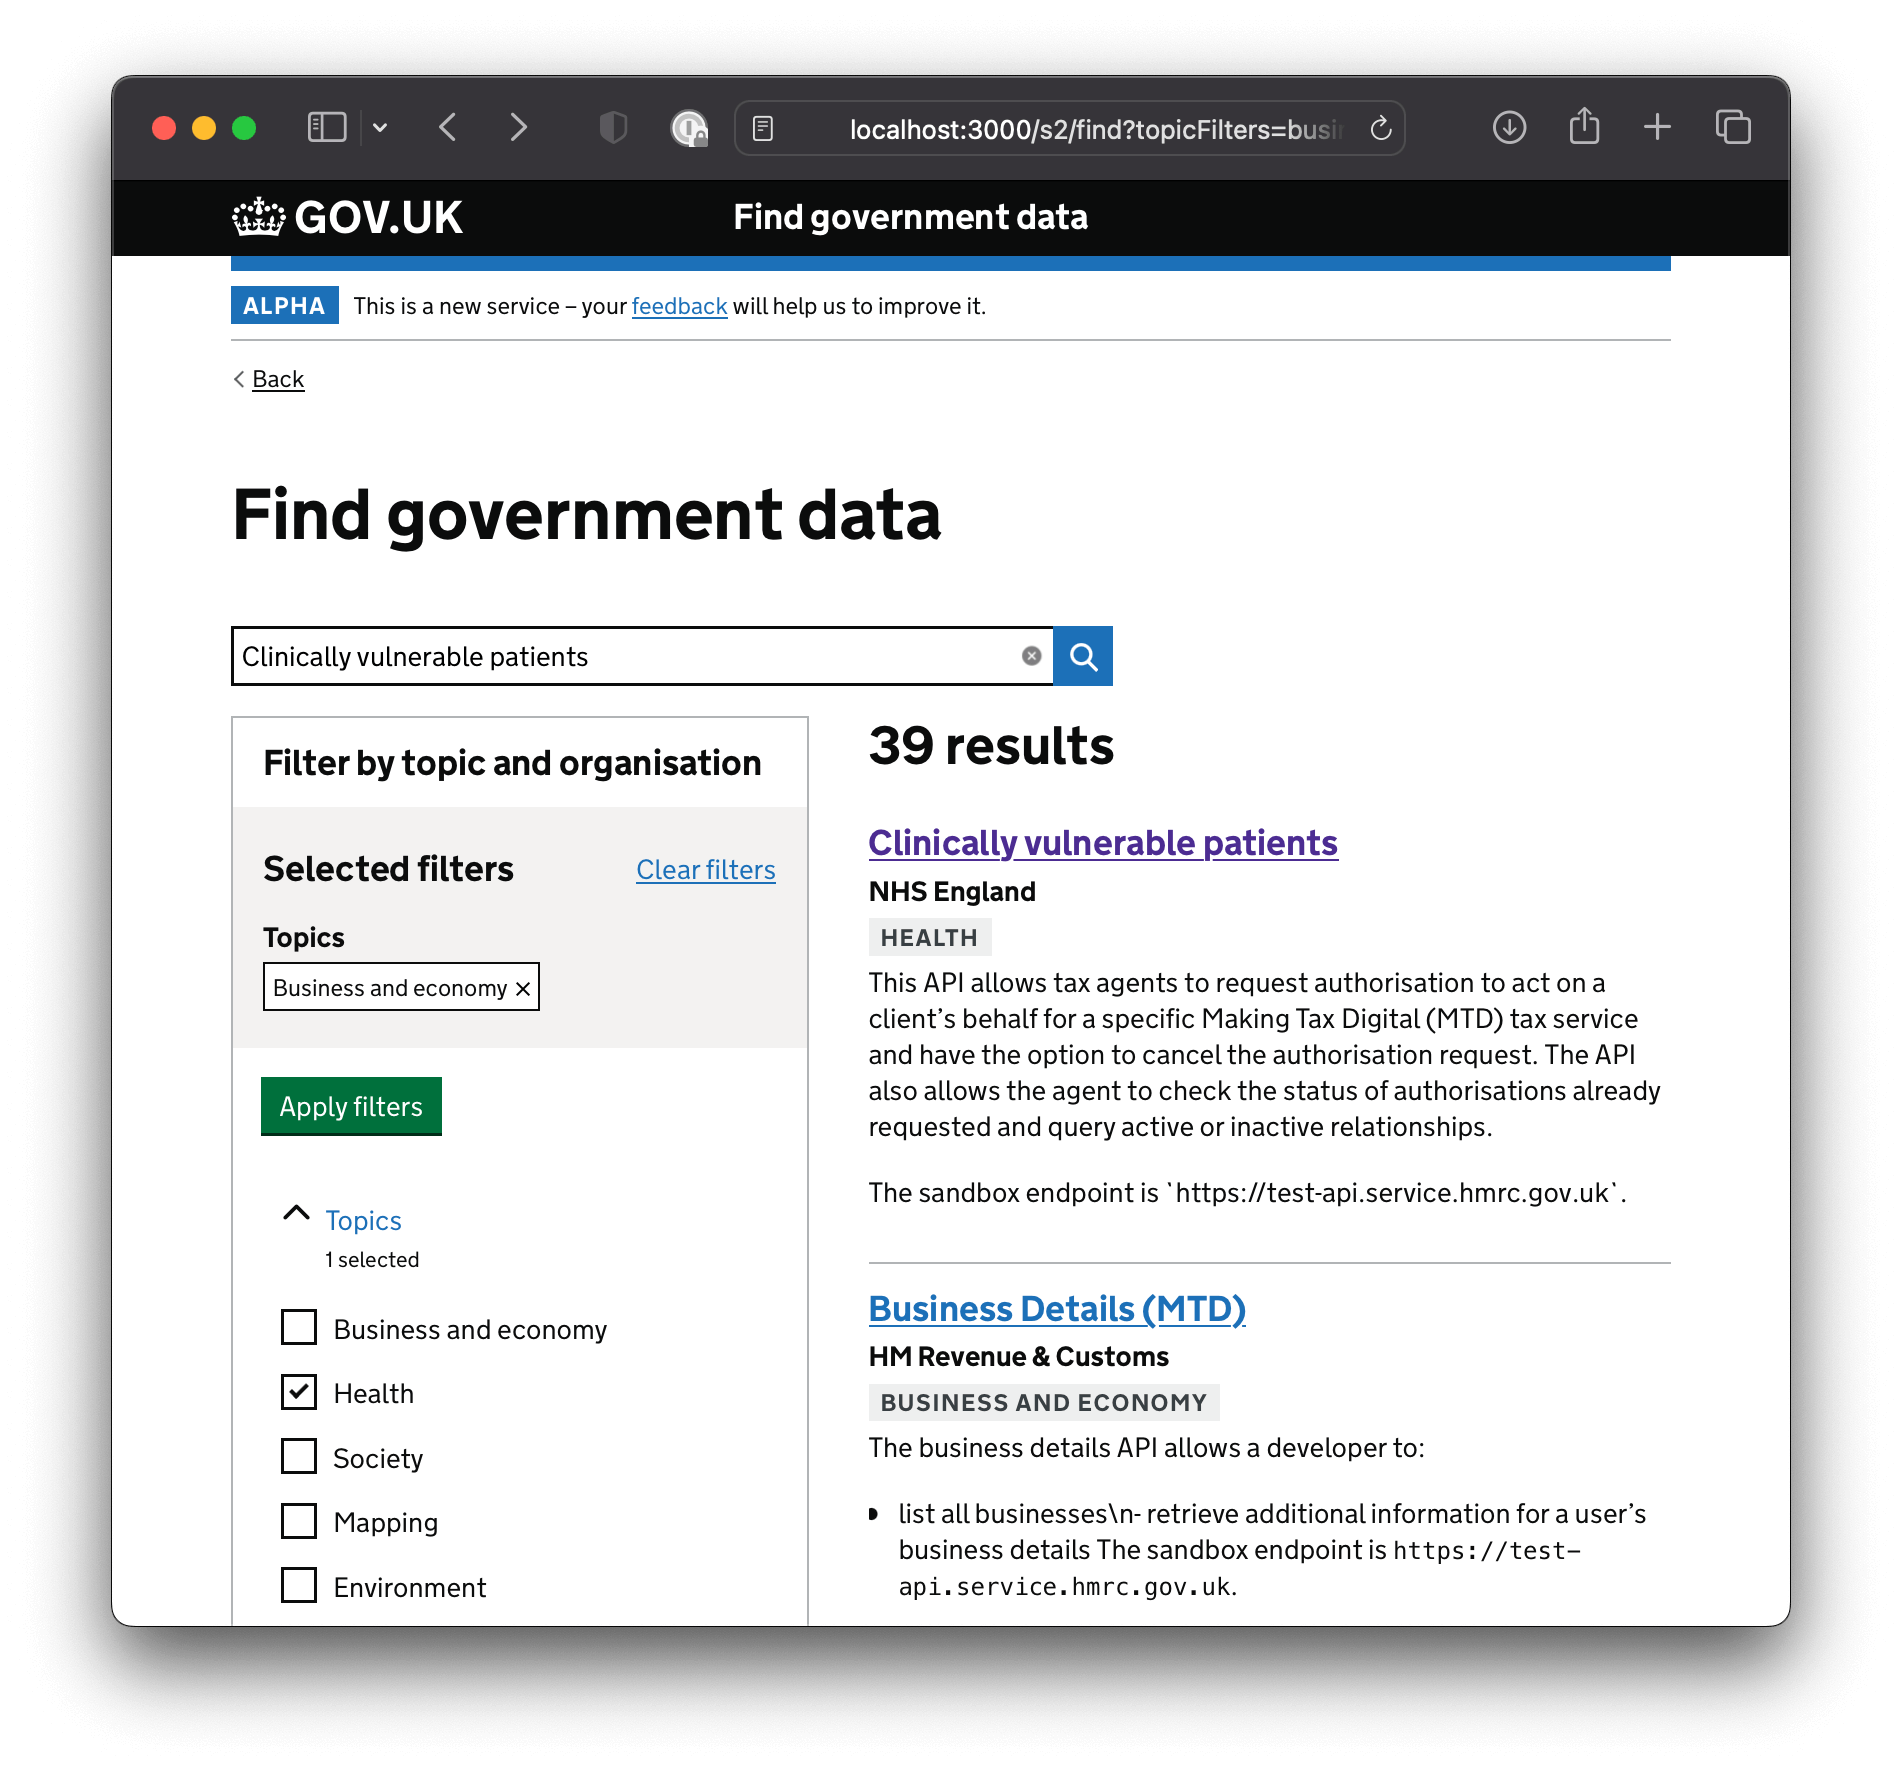 localhost:3000/s2/find?topicFilters=busi
GOV.UK
Find government data
ALPHA
This is a new service – your feedback will help us to improve it.
Back
Find government data
Clinically vulnerable patients
Filter by topic and organisation
Selected filters
Clear filters
Topics
Business and economy ×
Apply filters
Topics
1 selected
Business and economy
Health
Society
Mapping
Environment
39 results
Clinically vulnerable patients
NHS England
HEALTH
This API allows tax agents to request authorisation to act on a
client’s behalf for a specific Making Tax Digital (MTD) tax service
and have the option to cancel the authorisation request. The API
also allows the agent to check the status of authorisations already
requested and query active or inactive relationships.
The sandbox endpoint is `https://test-api.service.hmrc.gov.uk`.
Business Details (MTD)
HM Revenue & Customs
BUSINESS AND ECONOMY
The business details API allows a developer to:
list all businesses\n- retrieve additional information for a user’s
business details The sandbox endpoint is https://test-
api.service.hmrc.gov.uk.